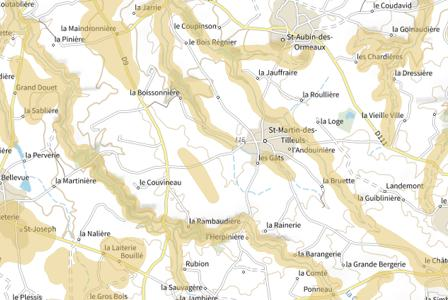 la Jarrie
le Coudavid
le Coupinson
la Maindronnière
la Pinière
le Bois Régnier
St-Aubin-des-
Ormeaux
les Chardières
la Dressière
la Jauffraire
D9
Grand Douet
la Boissonnière
la Roullière
la Sablière
la Loge
la Vieille Ville
St-Martin-des-
Tilleuls
D111
l'Andouinère
les Gâts
la Perverie
Bellevue
la Martinière
le Couvineau
la Bruette
Landemont
la Guiblinière
la Rambaudière
la Rainerie
St-Joseph
la Nalière
l'Herpinière
la Laiterie
Bouillé
la Barangerie
Rubion
la Grande Bergerie
le Plessis
le Gros Bois
la Sauvagère
la Comté
Ponneau